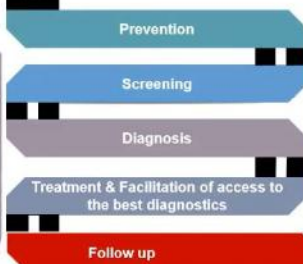 Prevention
Screening
Diagnosis
Treatment & Facilitation of access to
the best diagnostics
Follow up